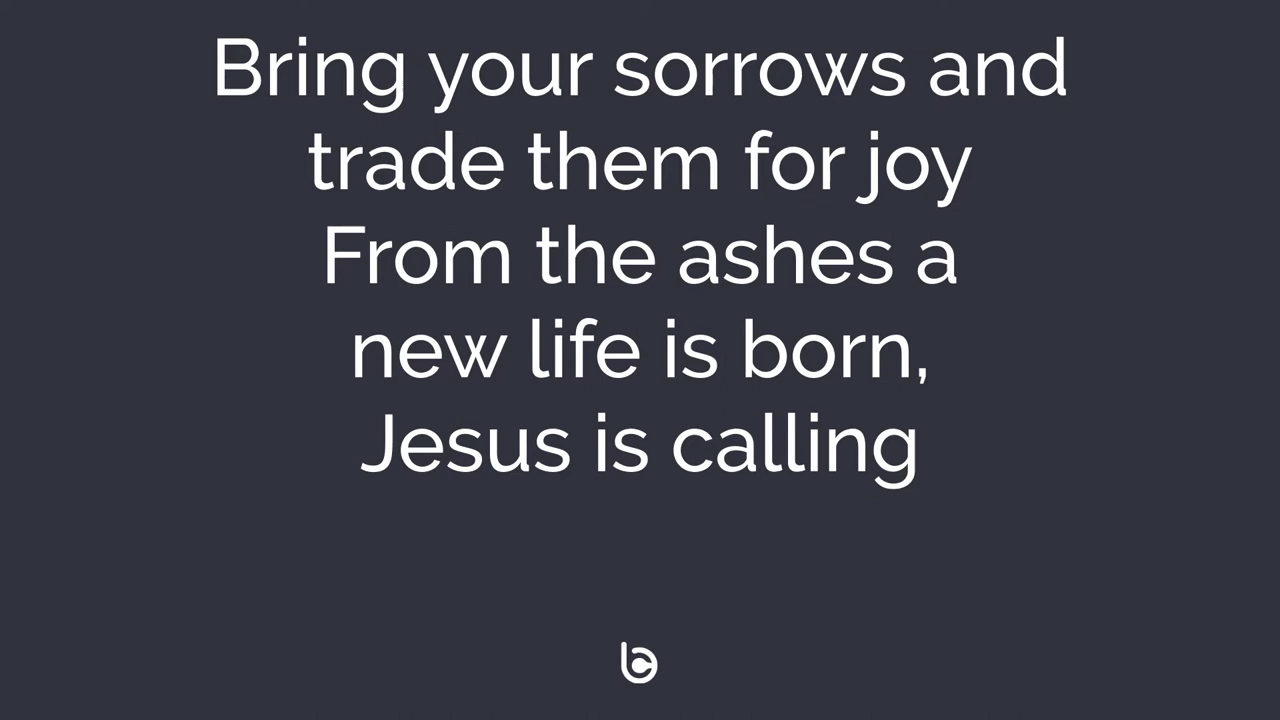 Bring your sorrows and
trade them for joy
From the ashes a
new life is born,
Jesus is calling